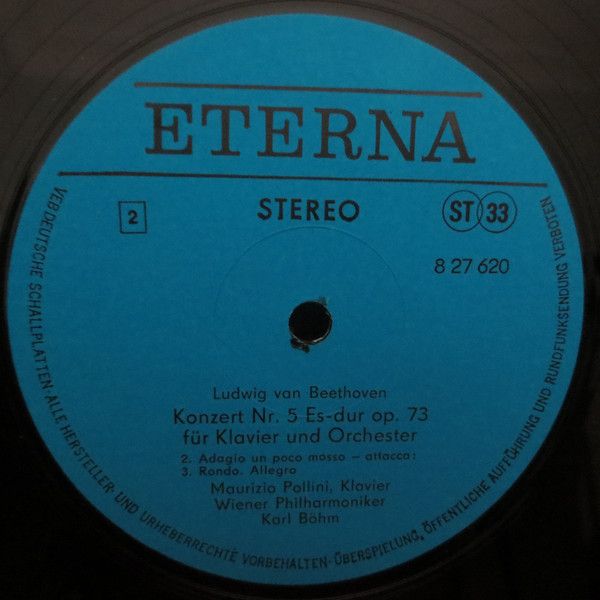 ETERNA
2
STEREO
ST 33
8 27 620
Ludwig van Beethoven
Konzert Nr. 5 Es-dur op. 73
für Klavier und Orchester
2. Adagio un poco mosso – attacca:
3. Rondo. Allegro
Maurizio Pollini, Klavier
Wiener Philharmoniker
Karl Böhm
VEB DEUTSCHE SCHALLPLATTEN · ALLE HERSTELLER- UND URHEBERRECHTE VORBEHALTEN · ÜBERSPIELUNG, ÖFFENTLICHE AUFFÜHRUNG UND RUNDFUNKSENDUNG VERBOTEN